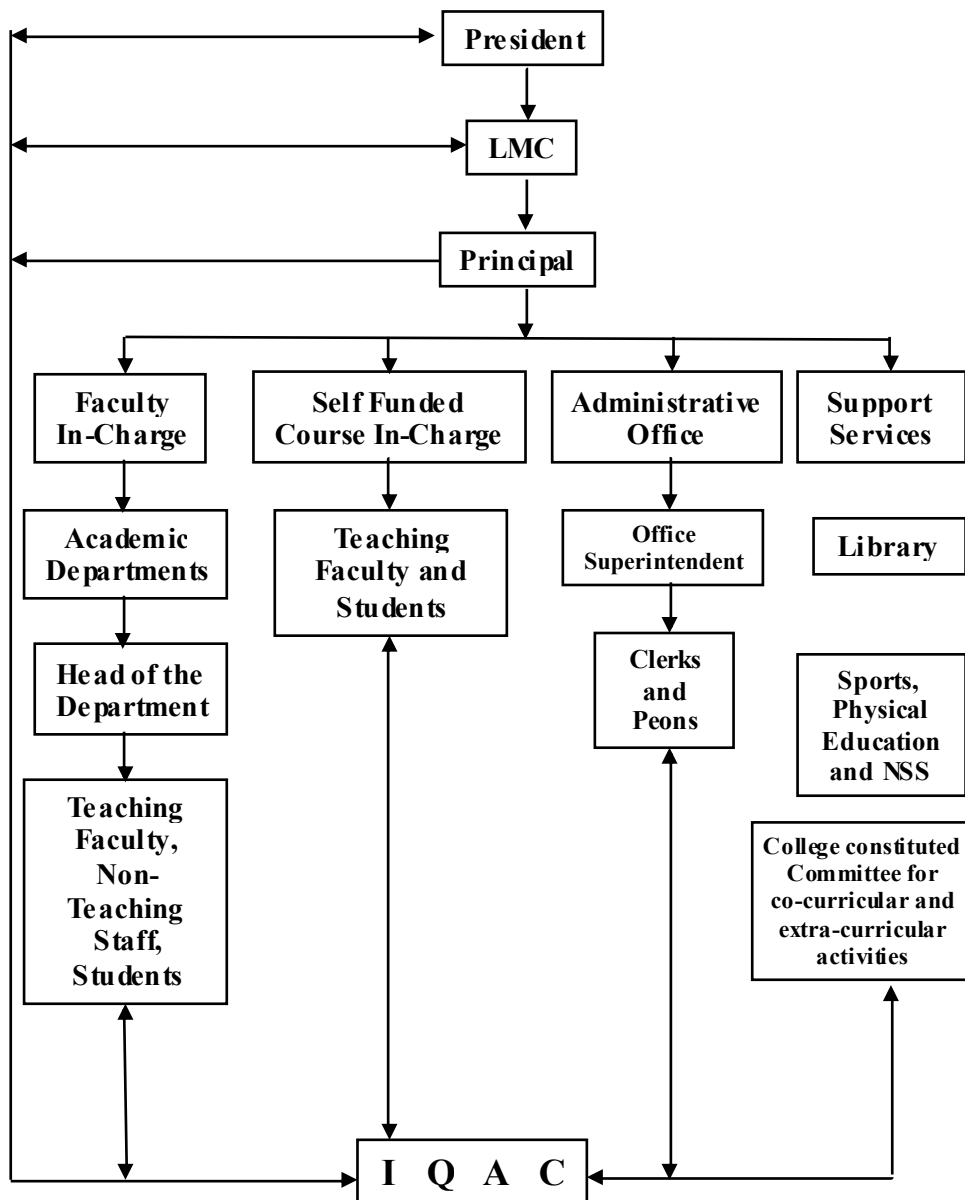 President
LMC
Principal
Faculty
In-Charge
Self Funded
Course In-Charge
Administrative
Office
Support
Services
Academic
Departments
Teaching
Faculty and
Students
Office
Superintendent
Library
Head of the
Department
Clerks
and
Peons
Sports,
Physical
Education
and NSS
Teaching
Faculty,
Non-
Teaching
Staff,
Students
College constituted
Committee for
co-curricular and
extra-curricular
activities
I Q A C